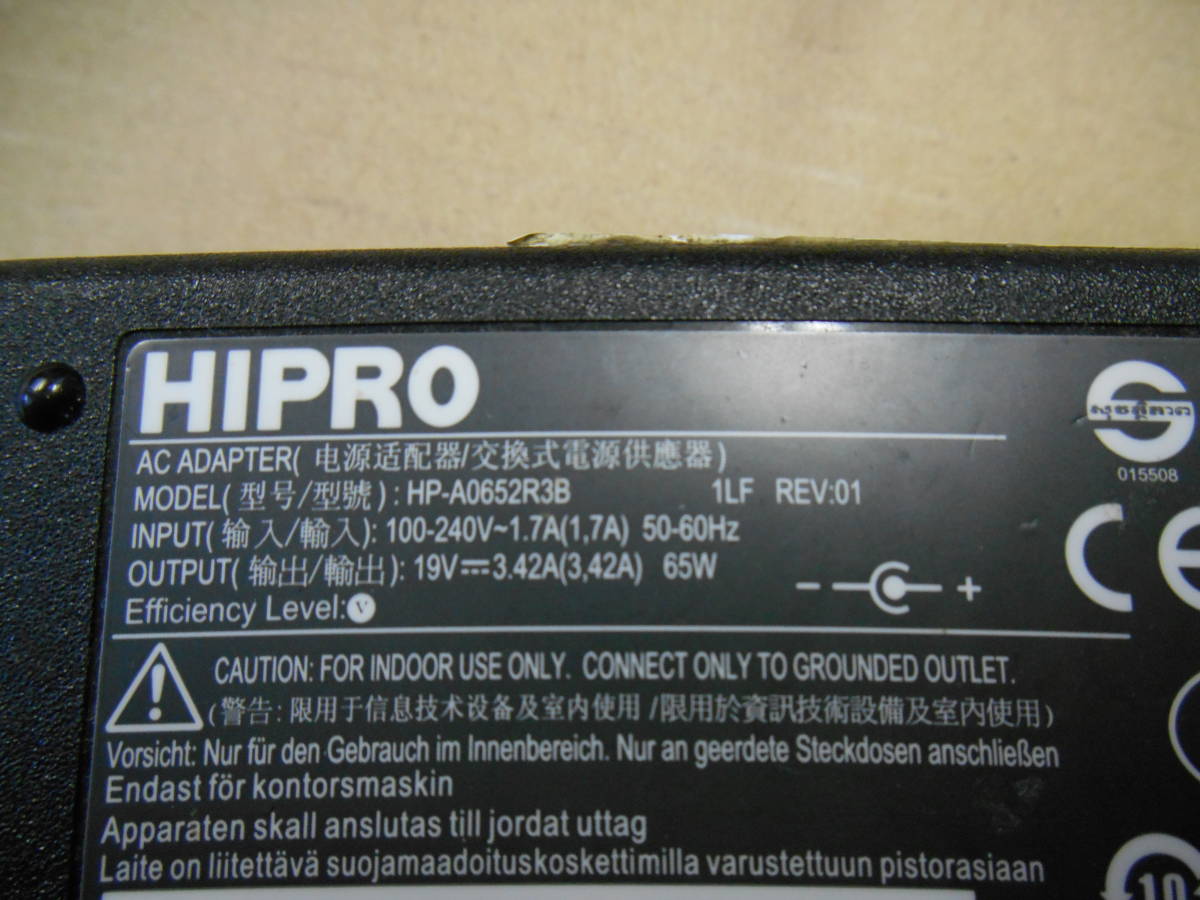 HIPRO
AC ADAPTER( 电源适配器/交換式電源供應器)
MODEL( 型号/型號) : HP-A0652R3B 1LF REV:01
INPUT( 输入/輸入): 100-240V~1.7A(1,7A) 50-60Hz
OUTPUT( 输出/輸出): 19V⎓3.42A(3,42A) 65W
Efficiency Level:V
- +
015508
CE
CAUTION: FOR INDOOR USE ONLY. CONNECT ONLY TO GROUNDED OUTLET.
(警告: 限用于信息技术设备及室内使用 /限用於資訊技術設備及室內使用)
Vorsicht: Nur für den Gebrauch im Innenbereich. Nur an geerdete Steckdosen anschließen
Endast för kontorsmaskin
Apparaten skall anslutas till jordat uttag
Laite on liitettävä suojamaadoituskoskettimilla varustettuun pistorasiaan
10